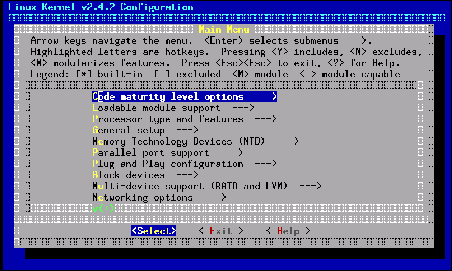 Linux Kernel v2.4.2 Configuration
Main Menu
Arrow keys navigate the menu. <Enter> selects submenus --->.
Highlighted letters are hotkeys. Pressing <Y> includes, <N> excludes,
<M> modularizes features. Press <Esc><Esc> to exit, <?> for Help.
Legend: [*] built-in [ ] excluded <M> module < > module capable
Code maturity level options --->
Loadable module support --->
Processor type and features --->
General setup --->
Memory Technology Devices (MTD) --->
Parallel port support --->
Plug and Play configuration --->
Block devices --->
Multi-device support (RAID and LVM) --->
Networking options --->
v(+)
<Select> < Exit > < Help >